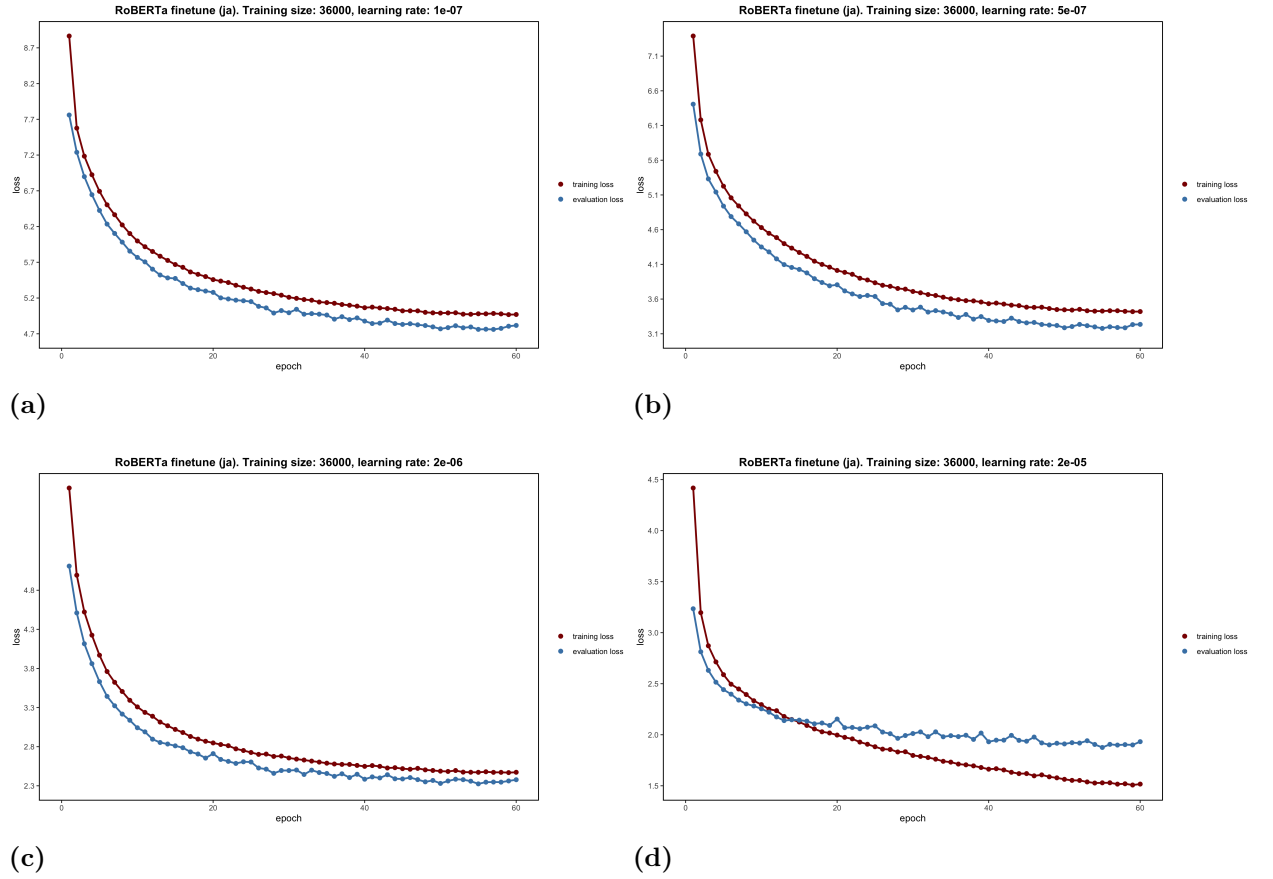 RoBERTa finetune (ja). Training size: 36000, learning rate: 1e-07
8.7
8.2
7.7
7.2
6.7
6.2
5.7
5.2
4.7
loss
0 20 40 60
epoch
training loss
evaluation loss
(a)
RoBERTa finetune (ja). Training size: 36000, learning rate: 5e-07
7.1
6.6
6.1
5.6
5.1
4.6
4.1
3.6
3.1
loss
0 20 40 60
epoch
training loss
evaluation loss
(b)
RoBERTa finetune (ja). Training size: 36000, learning rate: 2e-06
4.8
4.3
3.8
3.3
2.8
2.3
loss
0 20 40 60
epoch
training loss
evaluation loss
(c)
RoBERTa finetune (ja). Training size: 36000, learning rate: 2e-05
4.5
4.0
3.5
3.0
2.5
2.0
1.5
loss
0 20 40 60
epoch
training loss
evaluation loss
(d)